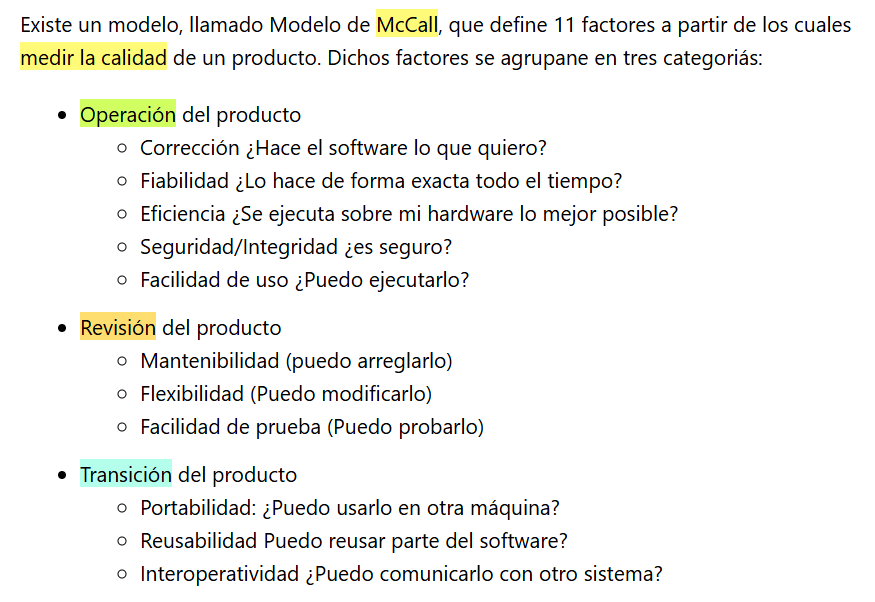 Existe un modelo, llamado Modelo de McCall, que define 11 factores a partir de los cuales
medir la calidad de un producto. Dichos factores se agrupane en tres categoriás:
Operación del producto
Corrección ¿Hace el software lo que quiero?
Fiabilidad ¿Lo hace de forma exacta todo el tiempo?
Eficiencia ¿Se ejecuta sobre mi hardware lo mejor posible?
Seguridad/Integridad ¿es seguro?
Facilidad de uso ¿Puedo ejecutarlo?
Revisión del producto
Mantenibilidad (puedo arreglarlo)
Flexibilidad (Puedo modificarlo)
Facilidad de prueba (Puedo probarlo)
Transición del producto
Portabilidad: ¿Puedo usarlo en otra máquina?
Reusabilidad Puedo reusar parte del software?
Interoperatividad ¿Puedo comunicarlo con otro sistema?